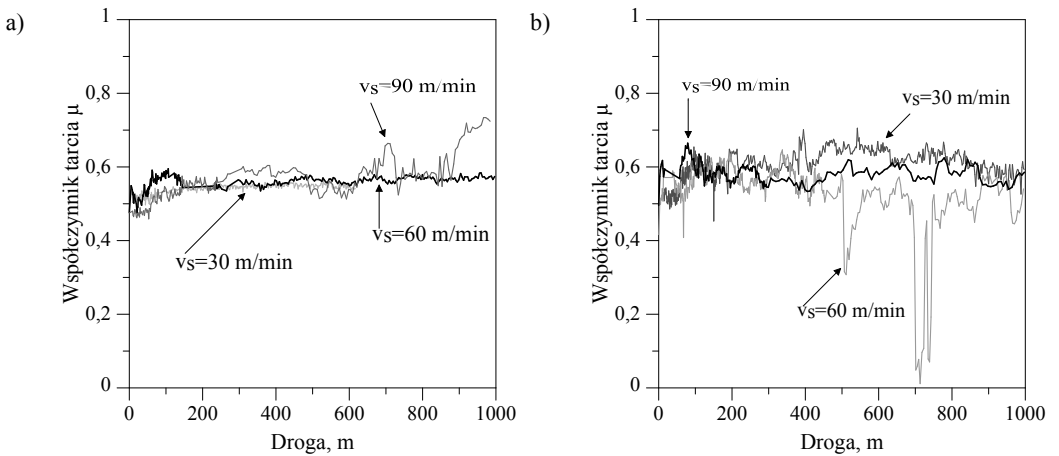 a)
Współczynnik tarcia µ
1
0,8
0,6
0,4
0,2
0
0 200 400 600 800 1000
Droga, m
vs=90 m/min
vs=30 m/min
vs=60 m/min
b)
Współczynnik tarcia µ
1
0,8
0,6
0,4
0,2
0
0 200 400 600 800 1000
Droga, m
vs=90 m/min
vs=30 m/min
vs=60 m/min